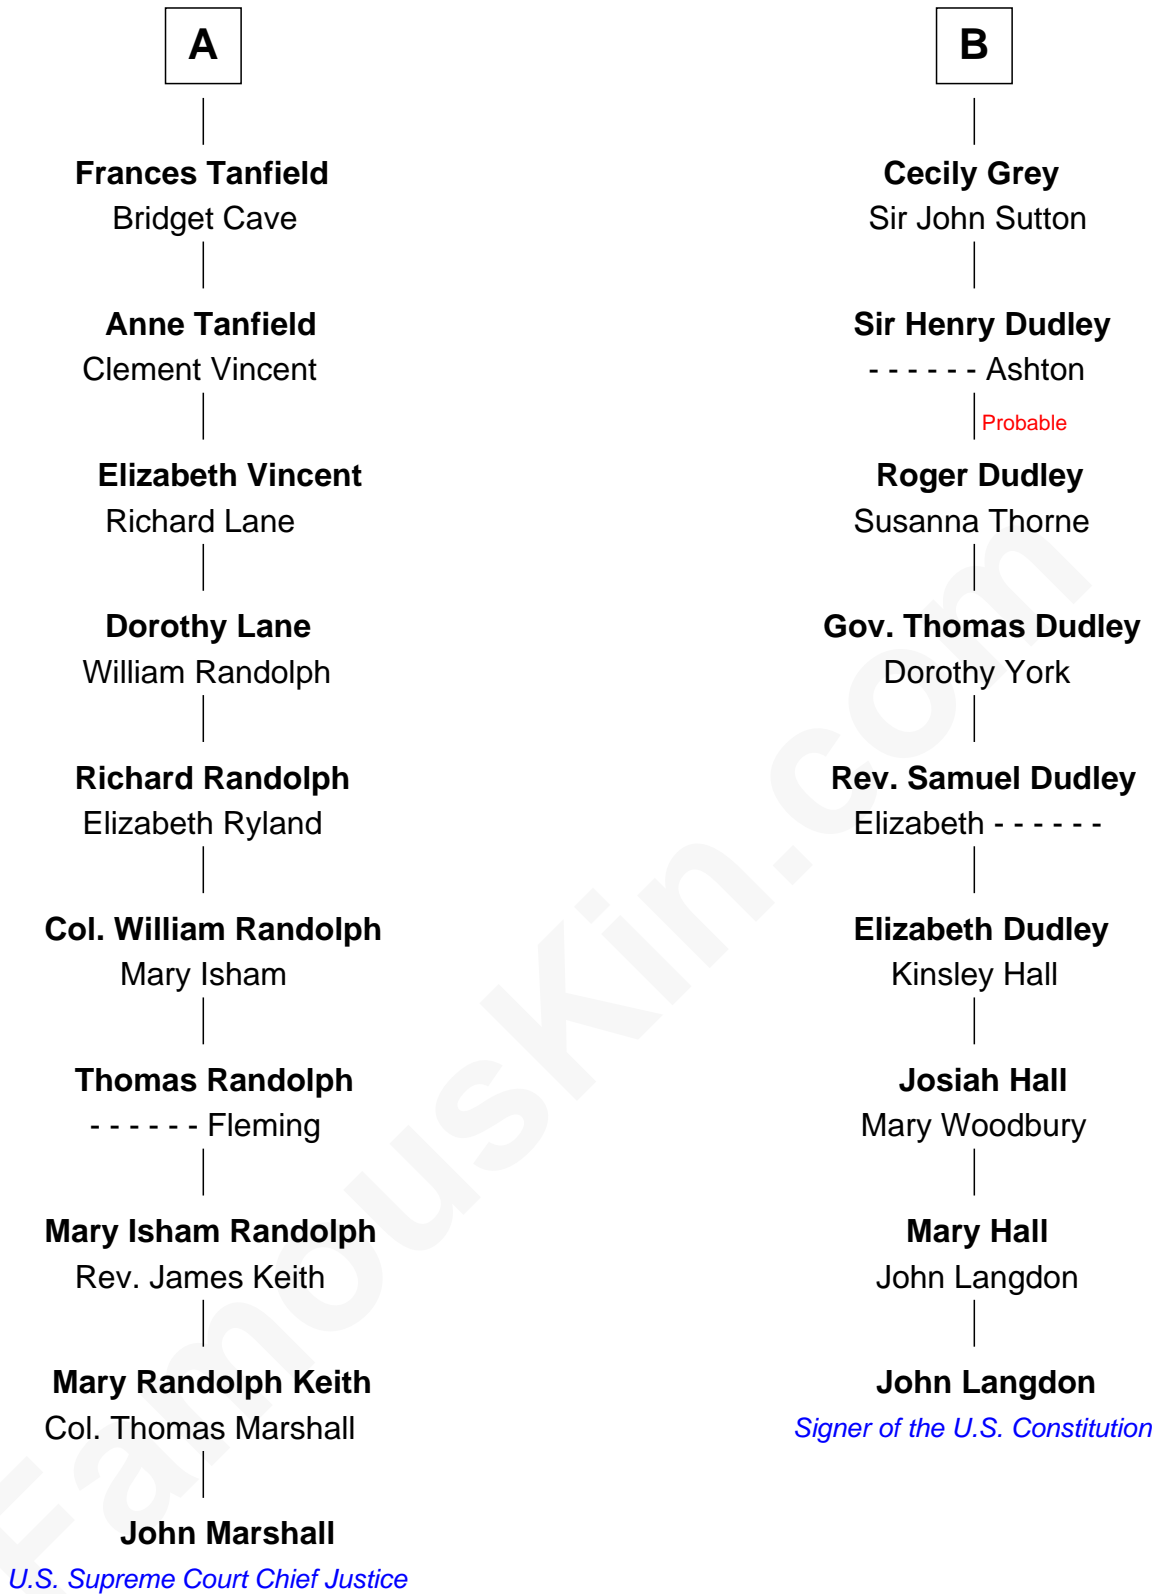 A
Frances Tanfield
Bridget Cave
Anne Tanfield
Clement Vincent
Elizabeth Vincent
Richard Lane
Dorothy Lane
William Randolph
Richard Randolph
Elizabeth Ryland
Col. William Randolph
Mary Isham
Thomas Randolph
- - - - - - Fleming
Mary Isham Randolph
Rev. James Keith
Mary Randolph Keith
Col. Thomas Marshall
John Marshall
U.S. Supreme Court Chief Justice
B
Cecily Grey
Sir John Sutton
Sir Henry Dudley
- - - - - - Ashton
Probable
Roger Dudley
Susanna Thorne
Gov. Thomas Dudley
Dorothy York
Rev. Samuel Dudley
Elizabeth - - - - - -
Elizabeth Dudley
Kinsley Hall
Josiah Hall
Mary Woodbury
Mary Hall
John Langdon
John Langdon
Signer of the U.S. Constitution
FamousKin.com